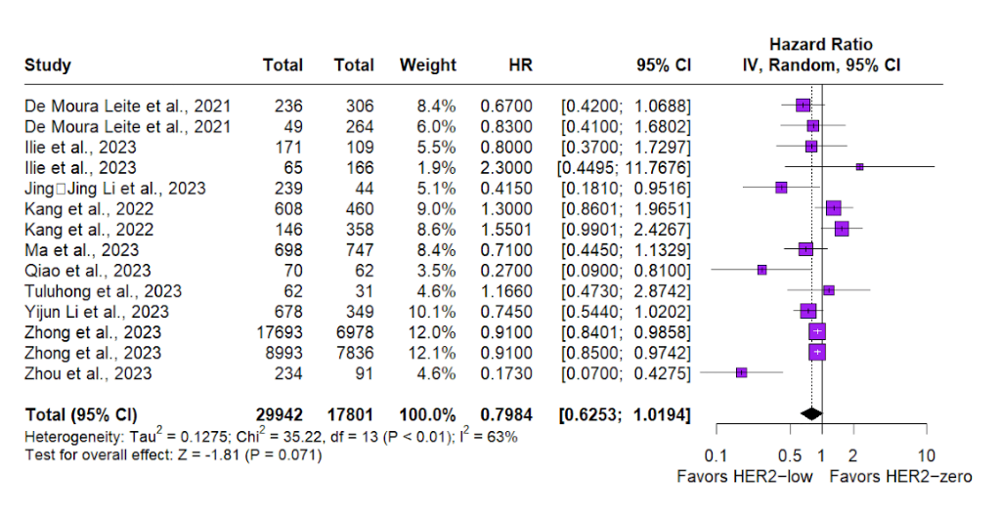 Hazard Ratio
Study Total Total Weight HR 95% CI IV, Random, 95% CI
De Moura Leite et al., 2021 236 306 8.4% 0.6700 [0.4200; 1.0688]
De Moura Leite et al., 2021 49 264 6.0% 0.8300 [0.4100; 1.6802]
Ilie et al., 2023 171 109 5.5% 0.8000 [0.3700; 1.7297]
Ilie et al., 2023 65 166 1.9% 2.3000 [0.4495; 11.7676]
Jing□Jing Li et al., 2023 239 44 5.1% 0.4150 [0.1810; 0.9516]
Kang et al., 2022 608 460 9.0% 1.3000 [0.8601; 1.9651]
Kang et al., 2022 146 358 8.6% 1.5501 [0.9901; 2.4267]
Ma et al., 2023 698 747 8.4% 0.7100 [0.4450; 1.1329]
Qiao et al., 2023 70 62 3.5% 0.2700 [0.0900; 0.8100]
Tuluhong et al., 2023 62 31 4.6% 1.1660 [0.4730; 2.8742]
Yijun Li et al., 2023 678 349 10.1% 0.7450 [0.5440; 1.0202]
Zhong et al., 2023 17693 6978 12.0% 0.9100 [0.8401; 0.9858]
Zhong et al., 2023 8993 7836 12.1% 0.9100 [0.8500; 0.9742]
Zhou et al., 2023 234 91 4.6% 0.1730 [0.0700; 0.4275]
Total (95% CI) 29942 17801 100.0% 0.7984 [0.6253; 1.0194]
Heterogeneity: Tau² = 0.1275; Chi² = 35.22, df = 13 (P < 0.01); I² = 63%
Test for overall effect: Z = -1.81 (P = 0.071)
0.1 0.5 1 2 10
Favors HER2−low Favors HER2−zero